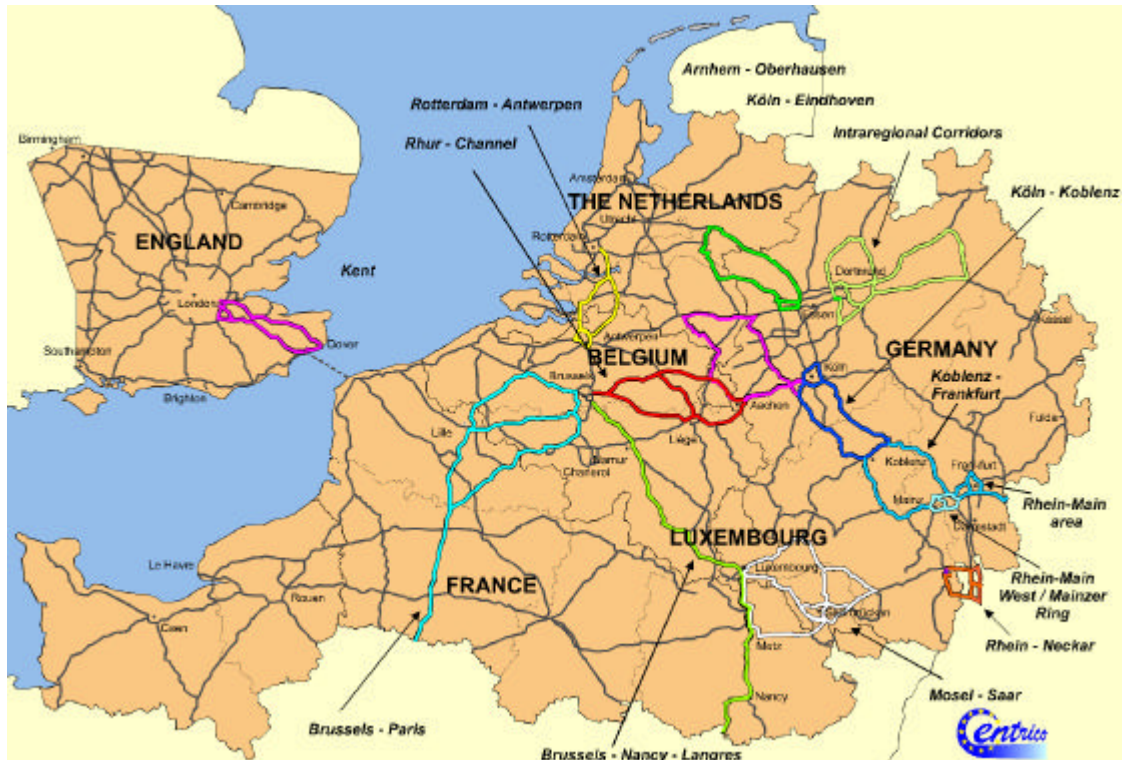 Arnhem - Oberhausen
Köln - Eindhoven
Rotterdam - Antwerpen
Intraregional Corridors
Rhur - Channel
Birmingham
Amsterdam
Köln - Koblenz
THE NETHERLANDS
Cambridge
Utrecht
ENGLAND
Rotterdam
Kent
Dortmund
London
Essen
Kassel
Southampton
Dover
Antwerpen
BELGIUM
GERMANY
Brussels
Köln
Koblenz -
Frankfurt
Brighton
Aachen
Lille
Liége
Fulda
Namur
Charleroi
Koblenz
Frankfurt
Mainz
Rhein-Main
area
Darmstadt
LUXEMBOURG
Le Havre
Luxembourg
FRANCE
Rhein-Main
West / Mainzer
Ring
Rouen
Saarbrücken
Caen
Metz
Rhein - Neckar
Nancy
Mosel - Saar
Brussels - Paris
Brussels - Nancy - Langres
Centrico